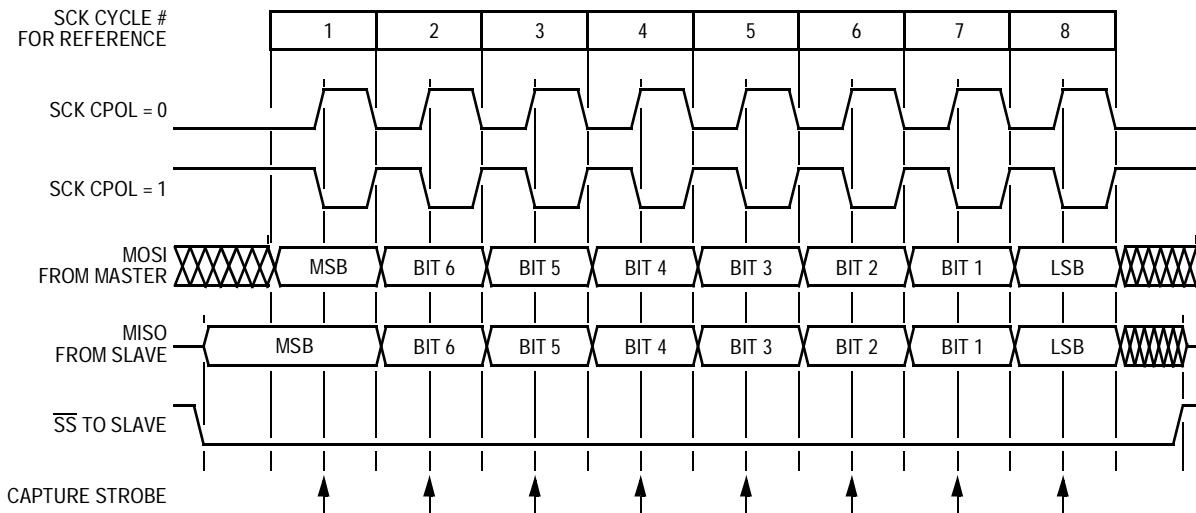 SCK CYCLE #
FOR REFERENCE
1 2 3 4 5 6 7 8
SCK CPOL = 0
SCK CPOL = 1
MOSI
FROM MASTER
MSB BIT 6 BIT 5 BIT 4 BIT 3 BIT 2 BIT 1 LSB
MISO
FROM SLAVE
MSB BIT 6 BIT 5 BIT 4 BIT 3 BIT 2 BIT 1 LSB
S̅S̅ TO SLAVE
CAPTURE STROBE